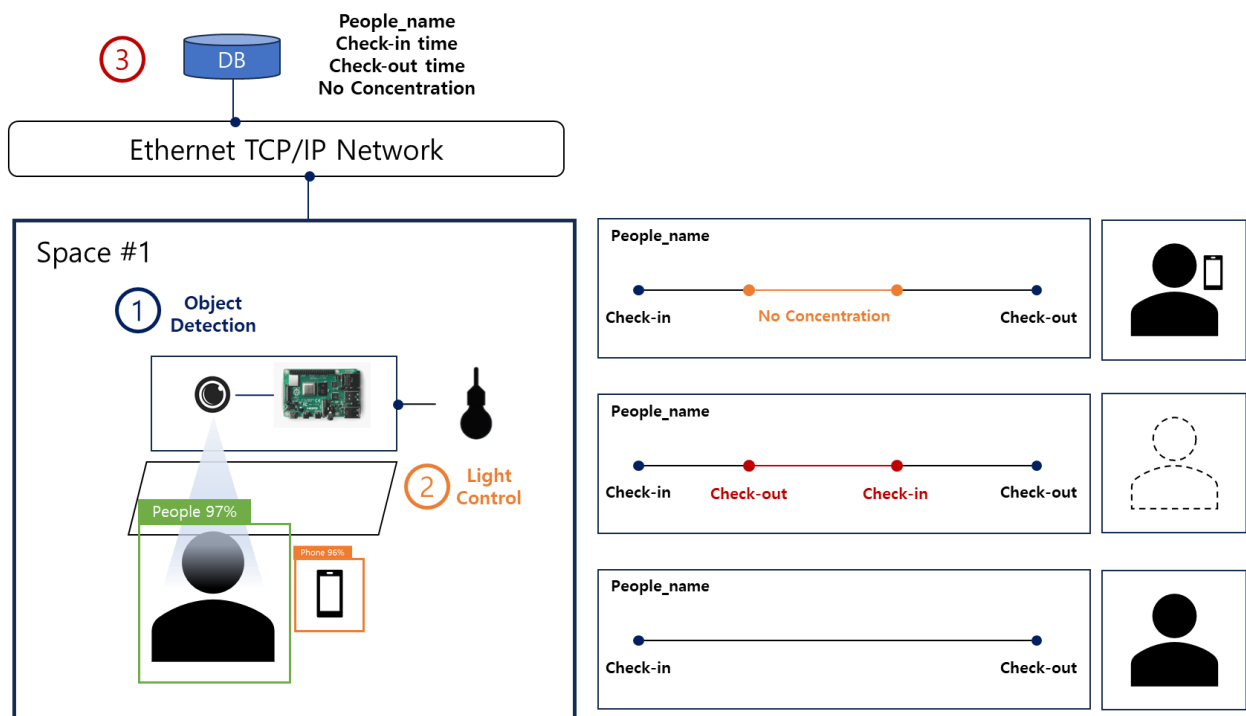 People_name
Check-in time
Check-out time
No Concentration
3
DB
Ethernet TCP/IP Network
Space #1
1
Object
Detection
2
Light
Control
People 97%
Phone 96%
People_name
Check-in
No Concentration
Check-out
People_name
Check-in
Check-out
Check-in
Check-out
People_name
Check-in
Check-out